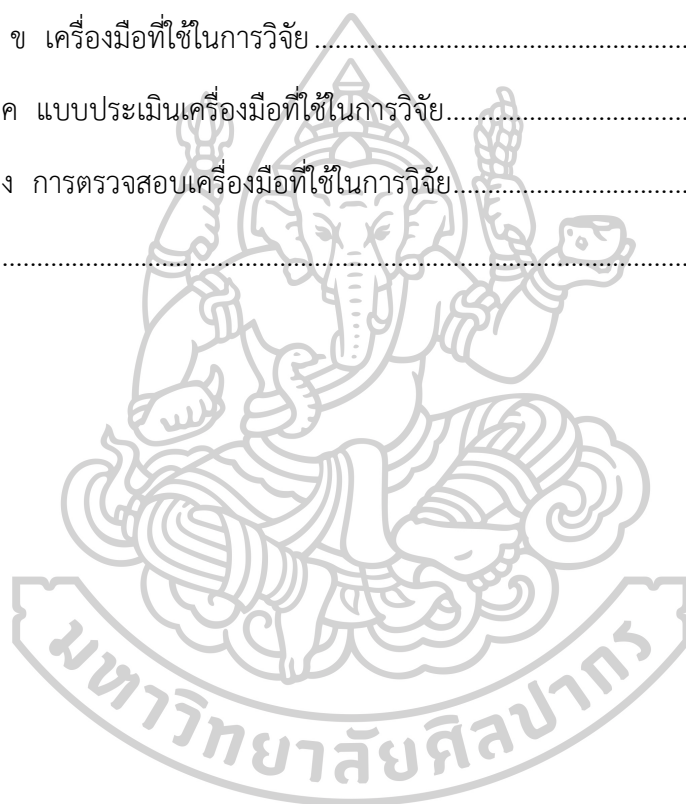 ข เครื่องมือที่ใช้ในการวิจัย
ค แบบประเมินเครื่องมือที่ใช้ในการวิจัย
ง การตรวจสอบเครื่องมือที่ใช้ในการวิจัย
มหาวิทยาลัยศิลปากร